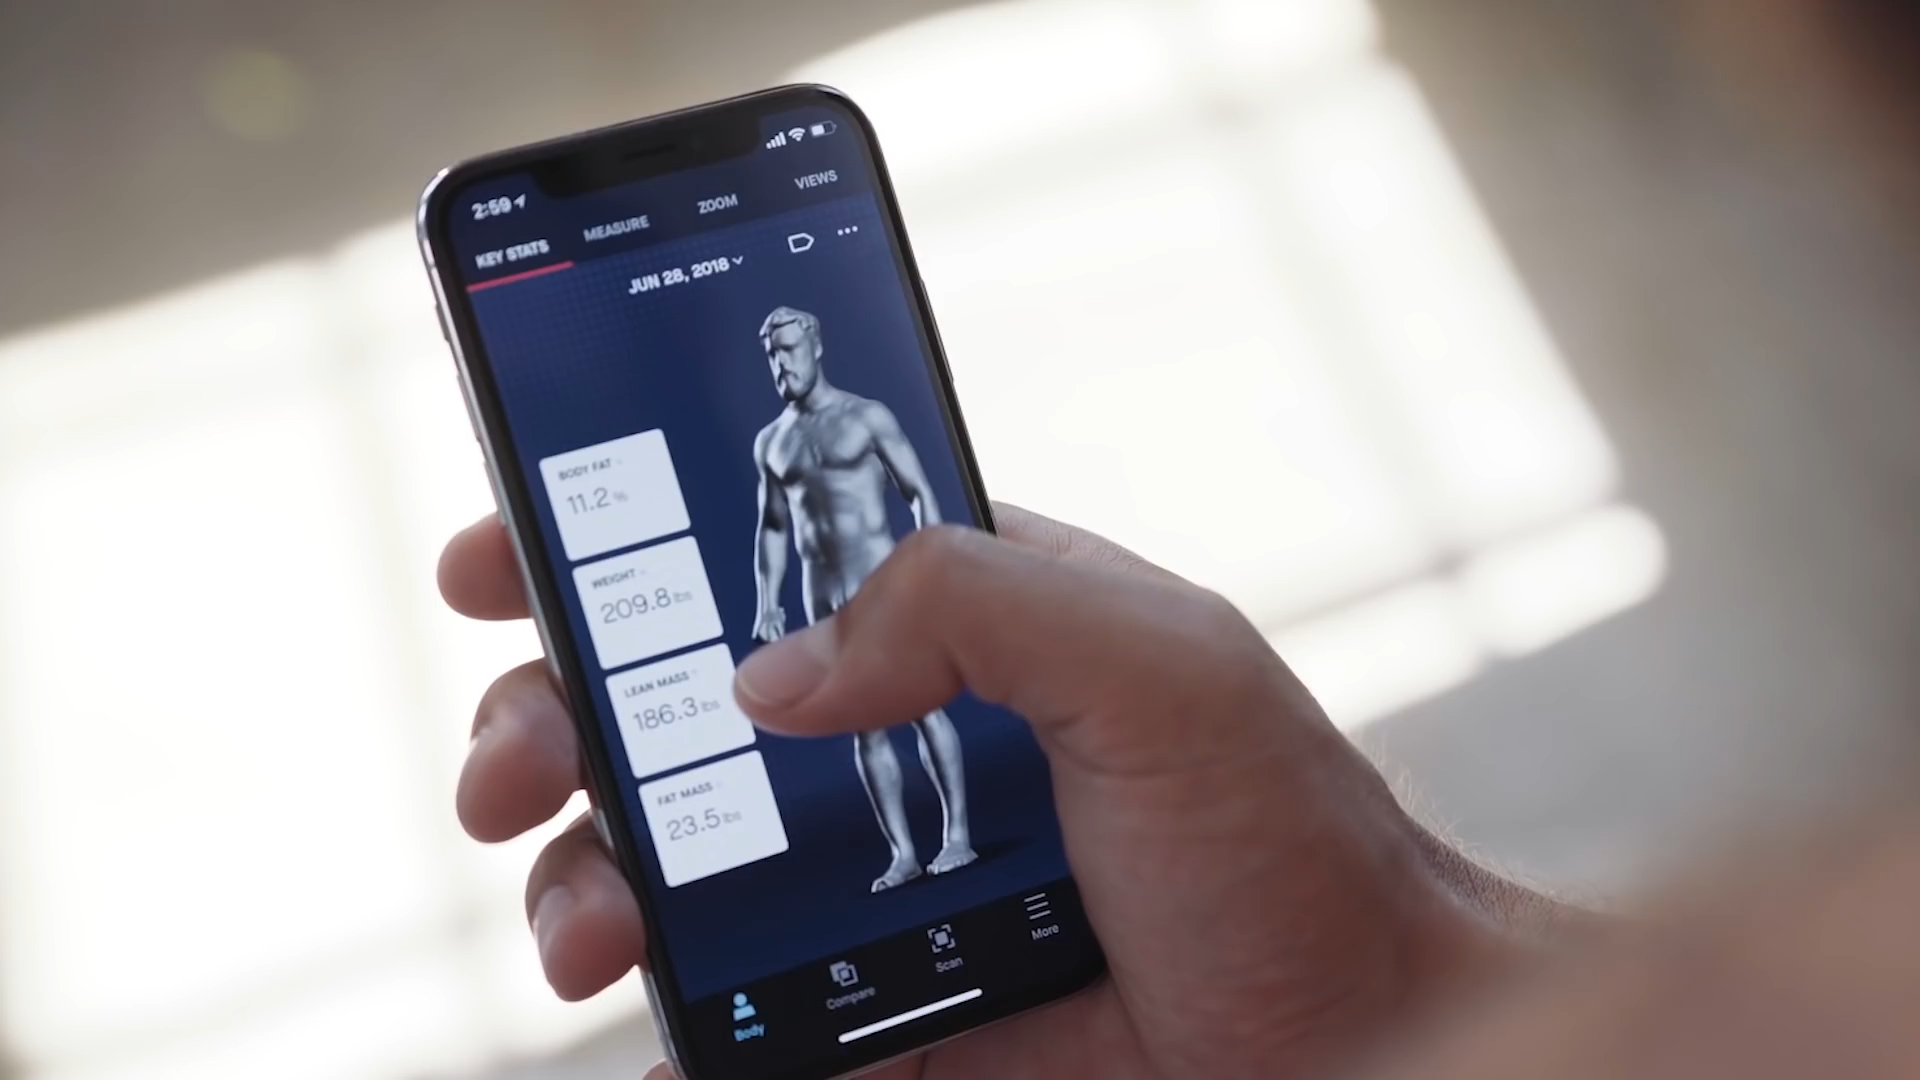 2:59
KEY STATS
MEASURE
ZOOM
VIEWS
JUN 28, 2018
BODY FAT
11.2 %
WEIGHT
209.8 lbs
LEAN MASS
186.3 lbs
FAT MASS
23.5 lbs
Body
Compare
Scan
More